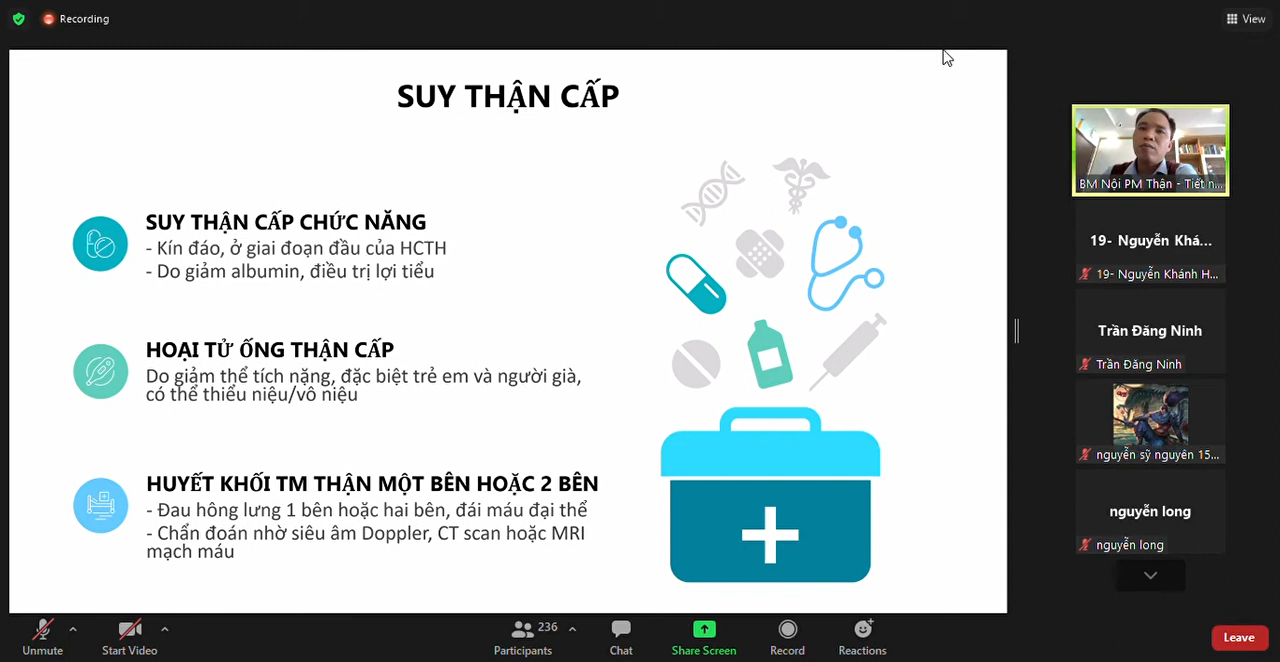 Recording
View
SUY THẬN CẤP
SUY THẬN CẤP CHỨC NĂNG
- Kín đáo, ở giai đoạn đầu của HCTH
- Do giảm albumin, điều trị lợi tiểu
HOẠI TỬ ỐNG THẬN CẤP
Do giảm thể tích nặng, đặc biệt trẻ em và người già,
có thể thiểu niệu/vô niệu
HUYẾT KHỐI TM THẬN MỘT BÊN HOẶC 2 BÊN
- Đau hông lưng 1 bên hoặc hai bên, đái máu đại thể
- Chẩn đoán nhờ siêu âm Doppler, CT scan hoặc MRI
mạch máu
BM Nội PM Thận - Tiết n...
19- Nguyễn Khá...
19- Nguyễn Khánh H...
Trần Đăng Ninh
Trần Đăng Ninh
nguyễn sỹ nguyên 15...
nguyễn long
nguyễn long
Unmute
Start Video
236
Participants
Chat
Share Screen
Record
Reactions
Leave